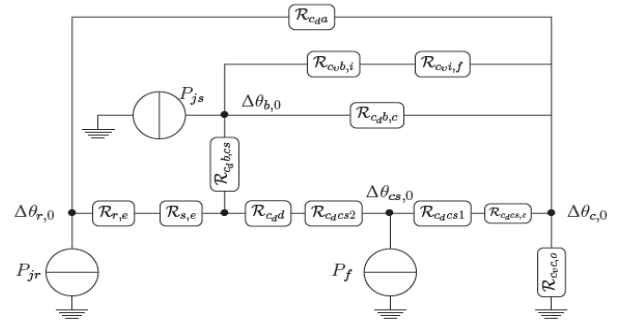 R_{c_d a}
R_{c_v b,i} R_{c_v i,f}
P_{js} Δθ_{b,0} R_{c_d b,c}
R_{c_d b,cs}
Δθ_{r,0} R_{r,e} R_{s,e} R_{c_d d} R_{c_d cs2} Δθ_{cs,0} R_{c_d cs1} R_{c_d cs,c} Δθ_{c,0}
P_{jr} P_f R_{c_v c,o}